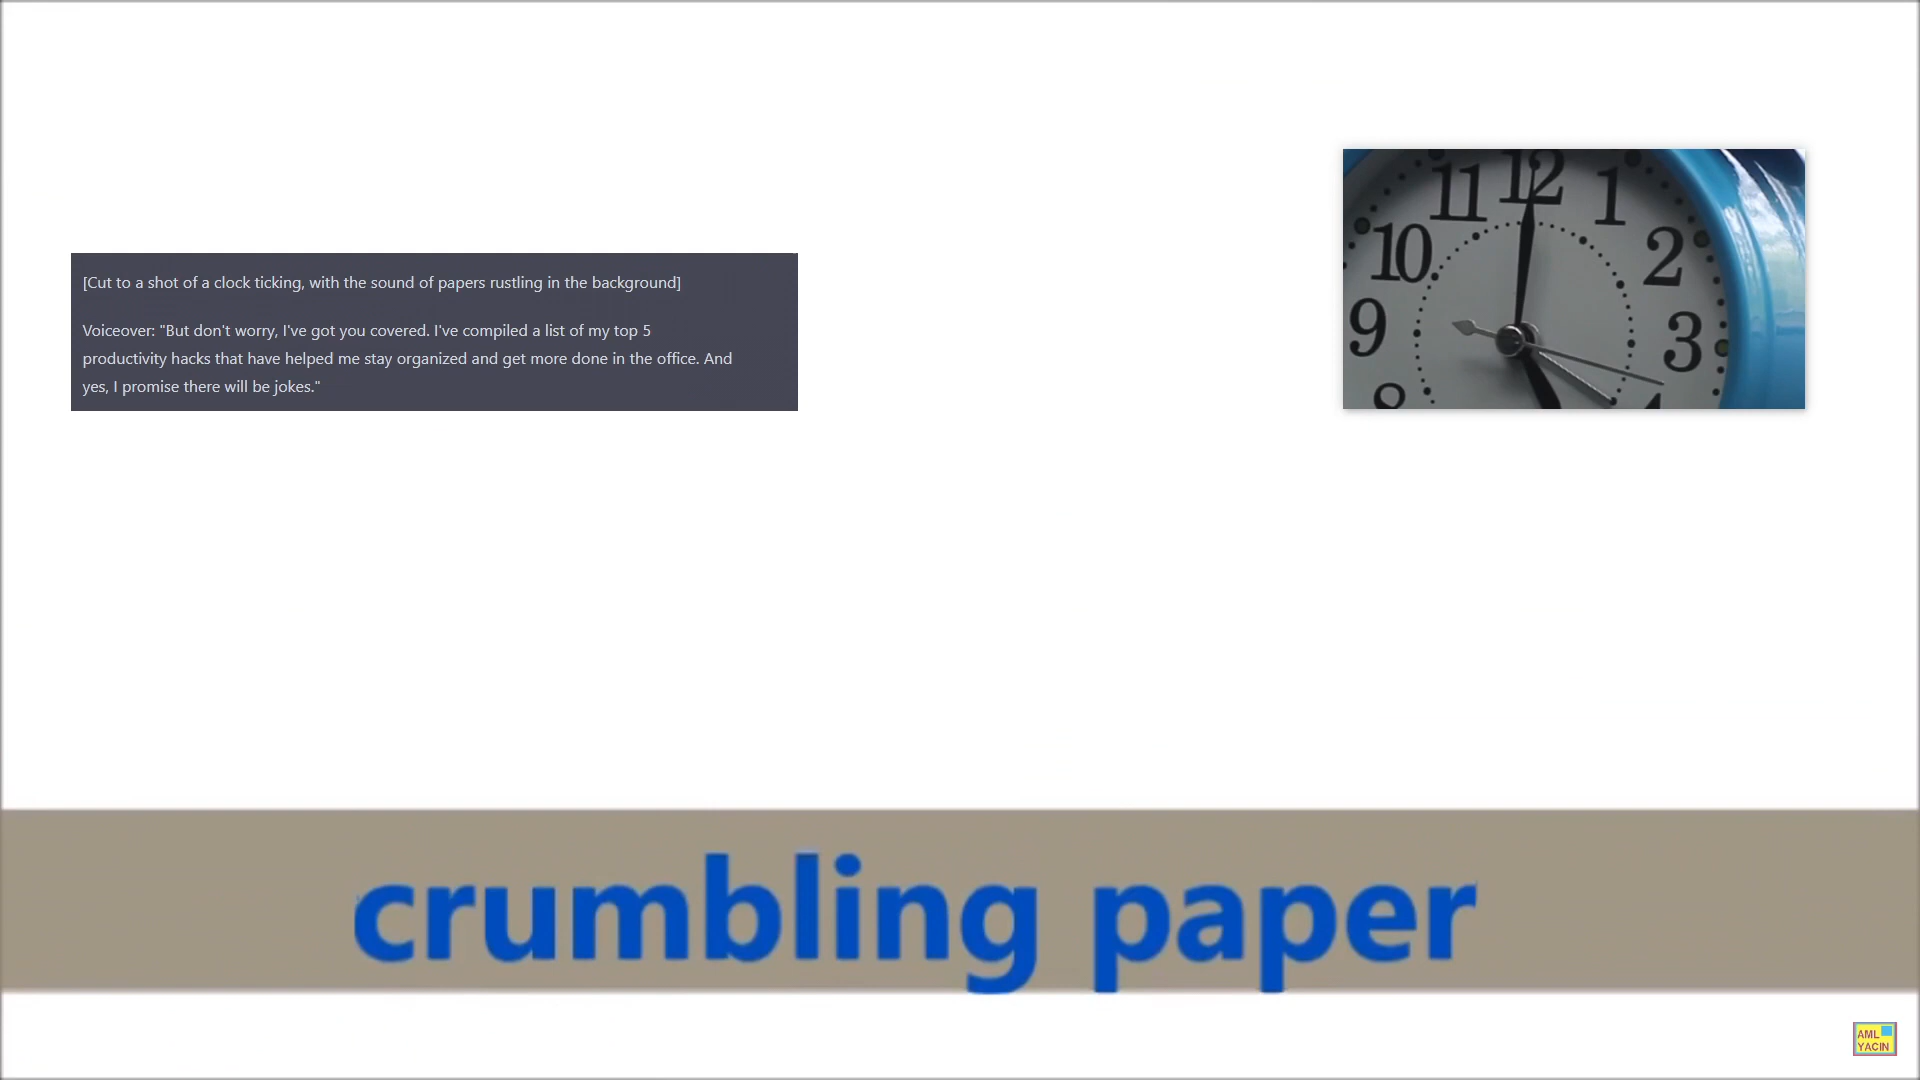 [Cut to a shot of a clock ticking, with the sound of papers rustling in the background]
Voiceover: "But don't worry, I've got you covered. I've compiled a list of my top 5
productivity hacks that have helped me stay organized and get more done in the office. And
yes, I promise there will be jokes."
11 12 1
10 2
9 3
8 4
crumbling paper
AML
YACIN